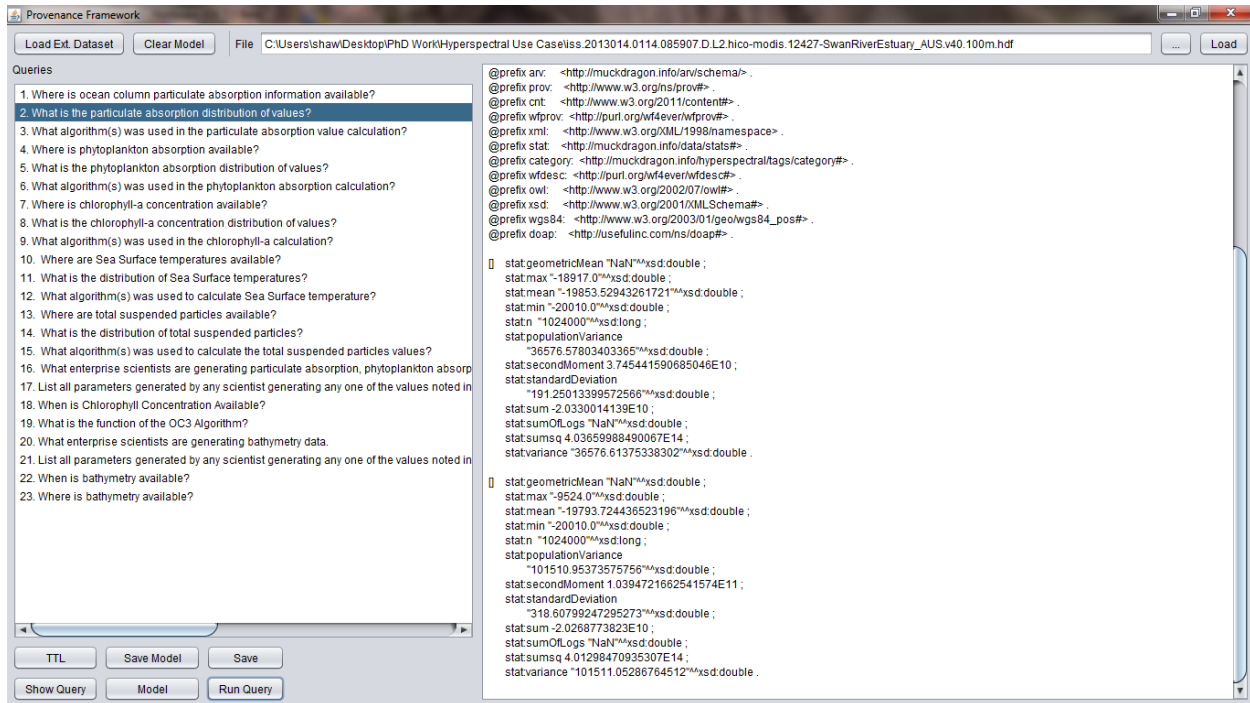 Provenance Framework
Load Ext. Dataset Clear Model File C:\Users\shaw\Desktop\PhD Work\Hyperspectral Use Case\iss.2013014.0114.085907.D.L2.hico-modis.12427-SwanRiverEstuary_AUS.v40.100m.hdf ... Load
Queries
1. Where is ocean column particulate absorption information available?
2. What is the particulate absorption distribution of values?
3. What algorithm(s) was used in the particulate absorption value calculation?
4. Where is phytoplankton absorption available?
5. What is the phytoplankton absorption distribution of values?
6. What algorithm(s) was used in the phytoplankton absorption calculation?
7. Where is chlorophyll-a concentration available?
8. What is the chlorophyll-a concentration distribution of values?
9. What algorithm(s) was used in the chlorophyll-a calculation?
10. Where are Sea Surface temperatures available?
11. What is the distribution of Sea Surface temperatures?
12. What algorithm(s) was used to calculate Sea Surface temperature?
13. Where are total suspended particles available?
14. What is the distribution of total suspended particles?
15. What algorithm(s) was used to calculate the total suspended particles values?
16. What enterprise scientists are generating particulate absorption, phytoplankton absorp
17. List all parameters generated by any scientist generating any one of the values noted in
18. When is Chlorophyll Concentration Available?
19. What is the function of the OC3 Algorithm?
20. What enterprise scientists are generating bathymetry data.
21. List all parameters generated by any scientist generating any one of the values noted in
22. When is bathymetry available?
23. Where is bathymetry available?
TTL Save Model Save
Show Query Model Run Query
@prefix arv: <http://muckdragon.info/arv/schema/> .
@prefix prov: <http://www.w3.org/ns/prov#> .
@prefix cnt: <http://www.w3.org/2011/content#> .
@prefix wfprov: <http://purl.org/wf4ever/wfprov#> .
@prefix xml: <http://www.w3.org/XML/1998/namespace> .
@prefix stat: <http://muckdragon.info/data/stats#> .
@prefix category: <http://muckdragon.info/hyperspectral/tags/category#> .
@prefix wfdesc: <http://purl.org/wf4ever/wfdesc#> .
@prefix owl: <http://www.w3.org/2002/07/owl#> .
@prefix xsd: <http://www.w3.org/2001/XMLSchema#> .
@prefix wgs84: <http://www.w3.org/2003/01/geo/wgs84_pos#> .
@prefix doap: <http://usefulinc.com/ns/doap#> .
[] stat:geometricMean "NaN"^^xsd:double ;
stat:max "-18917.0"^^xsd:double ;
stat:mean "-19853.52943261721"^^xsd:double ;
stat:min "-20010.0"^^xsd:double ;
stat:n "1024000"^^xsd:long ;
stat:populationVariance
"36576.57803403365"^^xsd:double ;
stat:secondMoment 3.745441590685046E10 ;
stat:standardDeviation
"191.25013399572566"^^xsd:double ;
stat:sum -2.0330014139E10 ;
stat:sumOfLogs "NaN"^^xsd:double ;
stat:sumsq 4.03659988490067E14 ;
stat:variance "36576.61375338302"^^xsd:double .
[] stat:geometricMean "NaN"^^xsd:double ;
stat:max "-9524.0"^^xsd:double ;
stat:mean "-19793.724436523196"^^xsd:double ;
stat:min "-20010.0"^^xsd:double ;
stat:n "1024000"^^xsd:long ;
stat:populationVariance
"101510.95373575756"^^xsd:double ;
stat:secondMoment 1.0394721662541574E11 ;
stat:standardDeviation
"318.60799247295273"^^xsd:double ;
stat:sum -2.0268773823E10 ;
stat:sumOfLogs "NaN"^^xsd:double ;
stat:sumsq 4.01298470935307E14 ;
stat:variance "101511.05286764512"^^xsd:double .